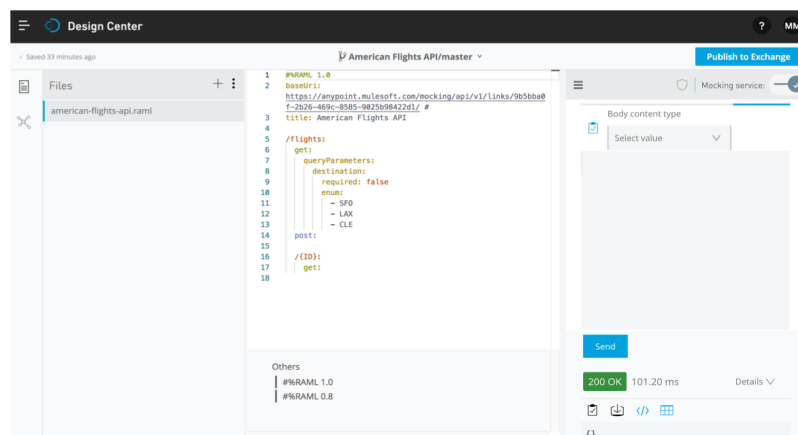 Design Center
?
MM
✓ Saved 33 minutes ago
American Flights API/master
Publish to Exchange
Files
+
american-flights-api.raml
1 #%RAML 1.0
2 baseUri:
https://anypoint.mulesoft.com/mocking/api/v1/links/9b5bba0
f-2b26-469c-8585-9025b98422d1/ #
3 title: American Flights API
4
5 /flights:
6 get:
7 queryParameters:
8 destination:
9 required: false
10 enum:
11 - SFO
12 - LAX
13 - CLE
14 post:
15
16 /{ID}:
17 get:
18
Others
#%RAML 1.0
#%RAML 0.8
Mocking service:
Body content type
Select value
Send
200 OK 101.20 ms Details
</>
{}